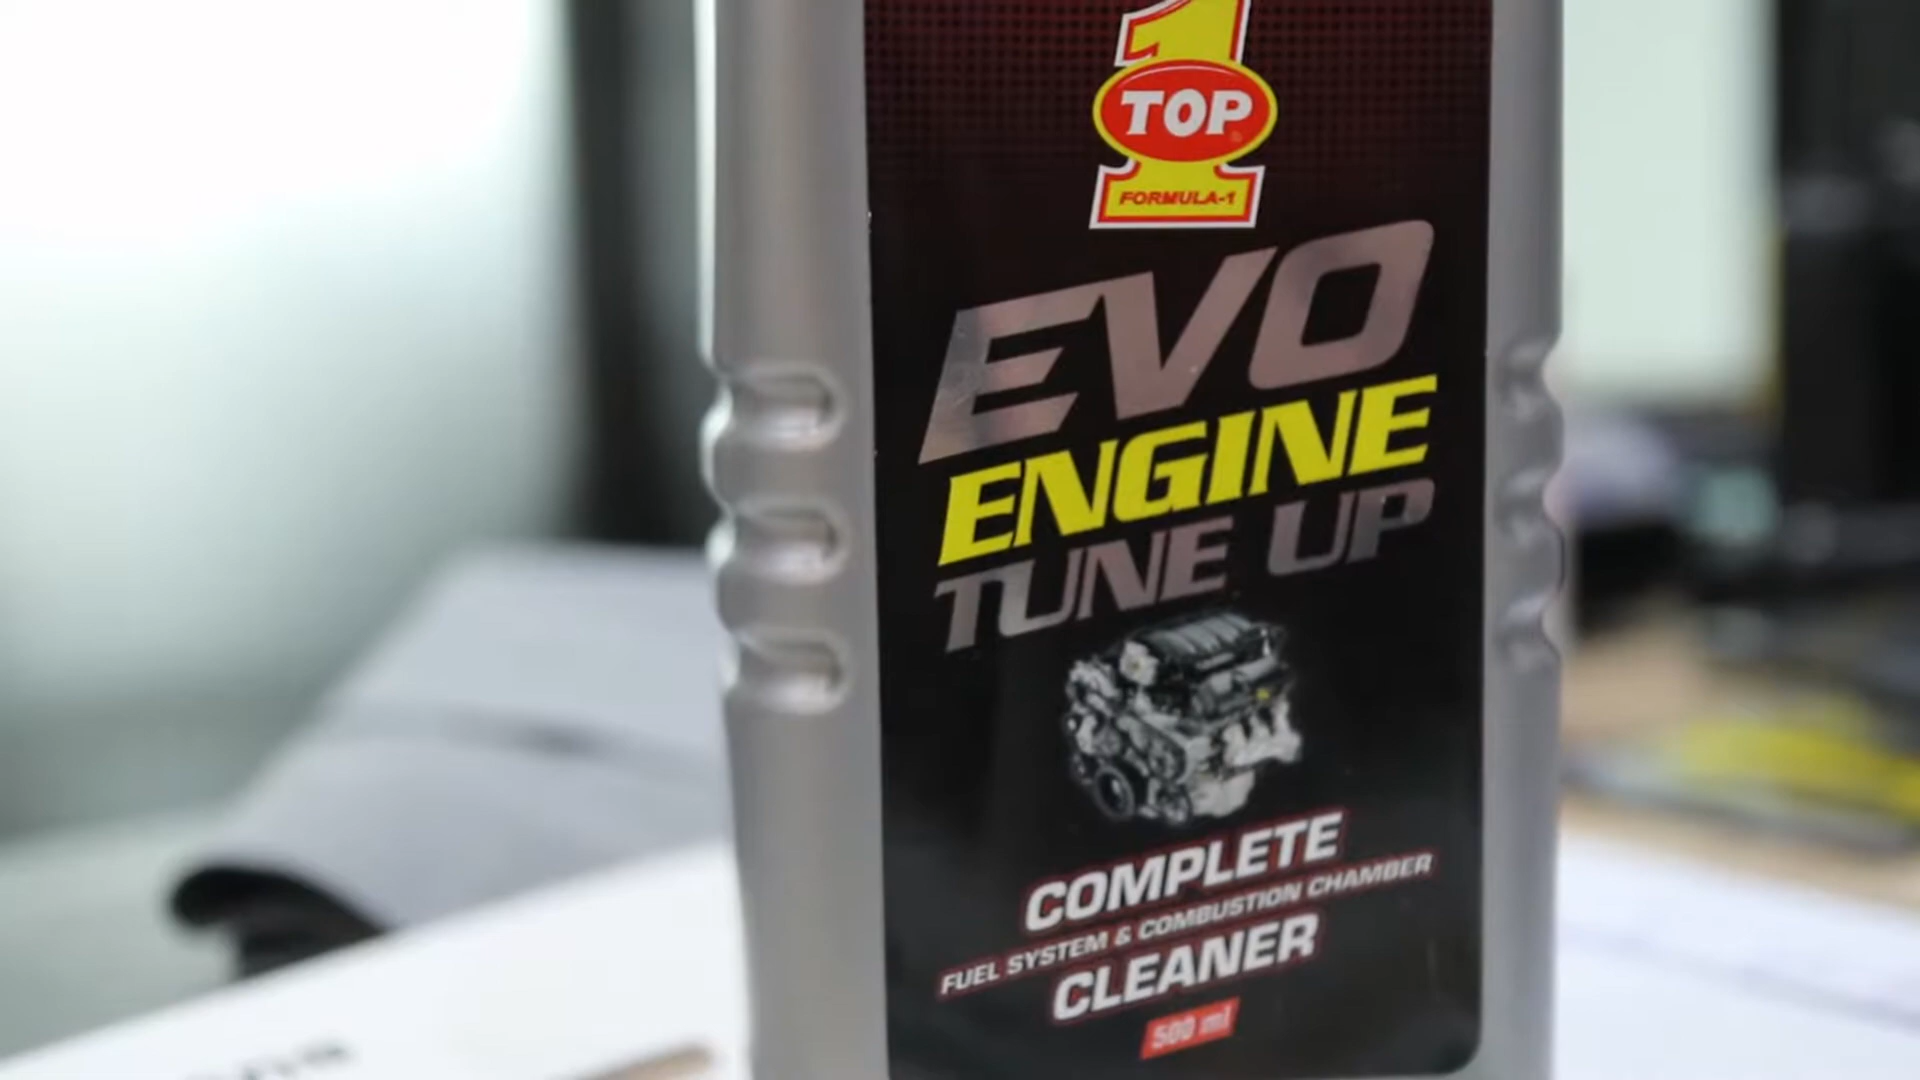 1
TOP
FORMULA-1
EVO
ENGINE
TUNE UP
COMPLETE
FUEL SYSTEM & COMBUSTION CHAMBER
CLEANER
500 ml